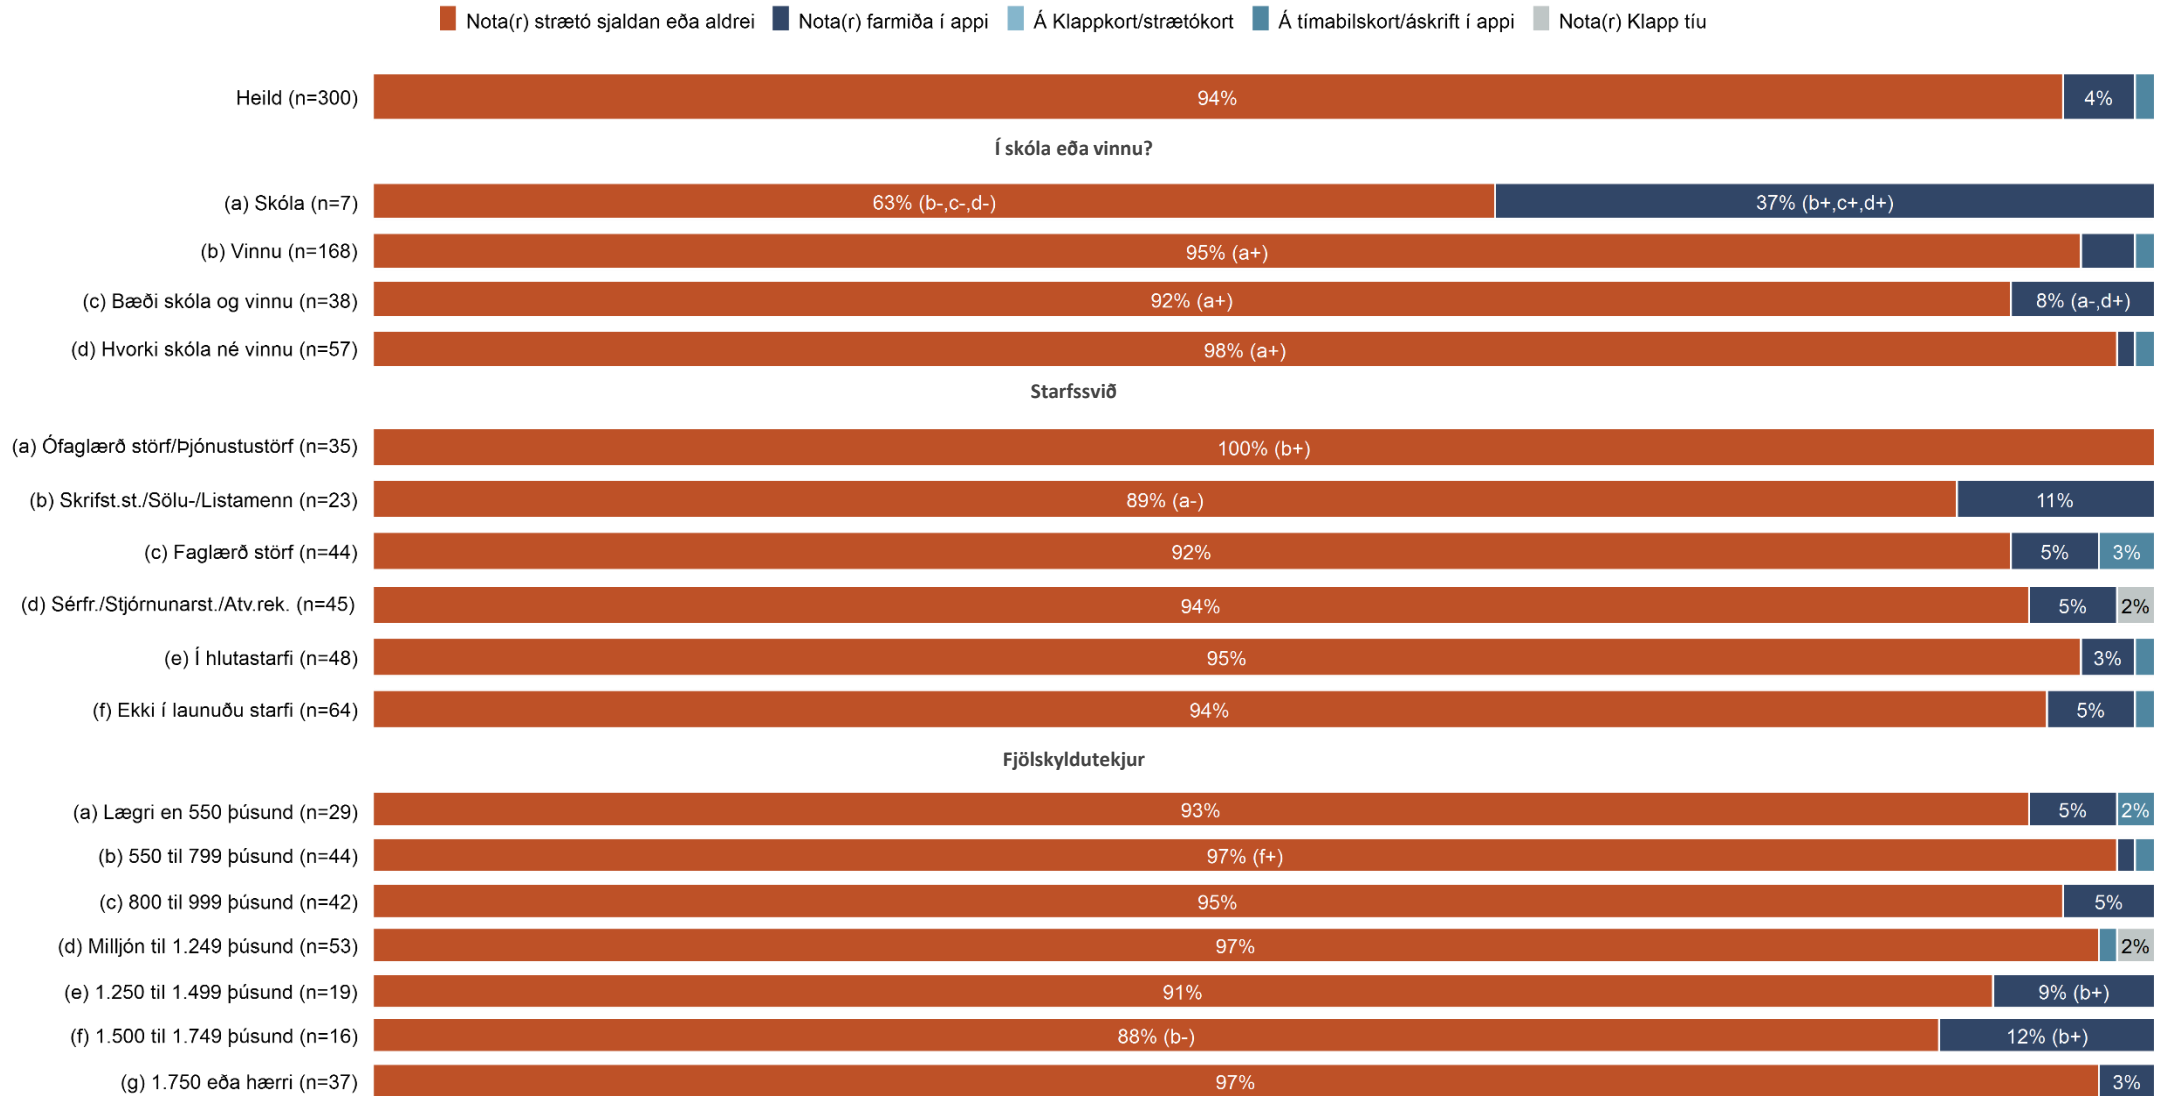 Nota(r) strætó sjaldan eða aldrei Nota(r) farmiða í appi Á Klappkort/strætókort Á tímabilskort/áskrift í appi Nota(r) Klapp tíu
Heild (n=300) 94% 4%
Í skóla eða vinnu?
(a) Skóla (n=7) 63% (b-,c-,d-) 37% (b+,c+,d+)
(b) Vinnu (n=168) 95% (a+)
(c) Bæði skóla og vinnu (n=38) 92% (a+) 8% (a-,d+)
(d) Hvorki skóla né vinnu (n=57) 98% (a+)
Starfssvið
(a) Ófaglærð störf/Þjónustustörf (n=35) 100% (b+)
(b) Skrifst.st./Sölu-/Listamenn (n=23) 89% (a-) 11%
(c) Faglærð störf (n=44) 92% 5% 3%
(d) Sérfr./Stjórnunarst./Atv.rek. (n=45) 94% 5% 2%
(e) Í hlutastarfi (n=48) 95% 3%
(f) Ekki í launuðu starfi (n=64) 94% 5%
Fjölskyldutekjur
(a) Lægri en 550 þúsund (n=29) 93% 5% 2%
(b) 550 til 799 þúsund (n=44) 97% (f+)
(c) 800 til 999 þúsund (n=42) 95% 5%
(d) Milljón til 1.249 þúsund (n=53) 97% 2%
(e) 1.250 til 1.499 þúsund (n=19) 91% 9% (b+)
(f) 1.500 til 1.749 þúsund (n=16) 88% (b-) 12% (b+)
(g) 1.750 eða hærri (n=37) 97% 3%